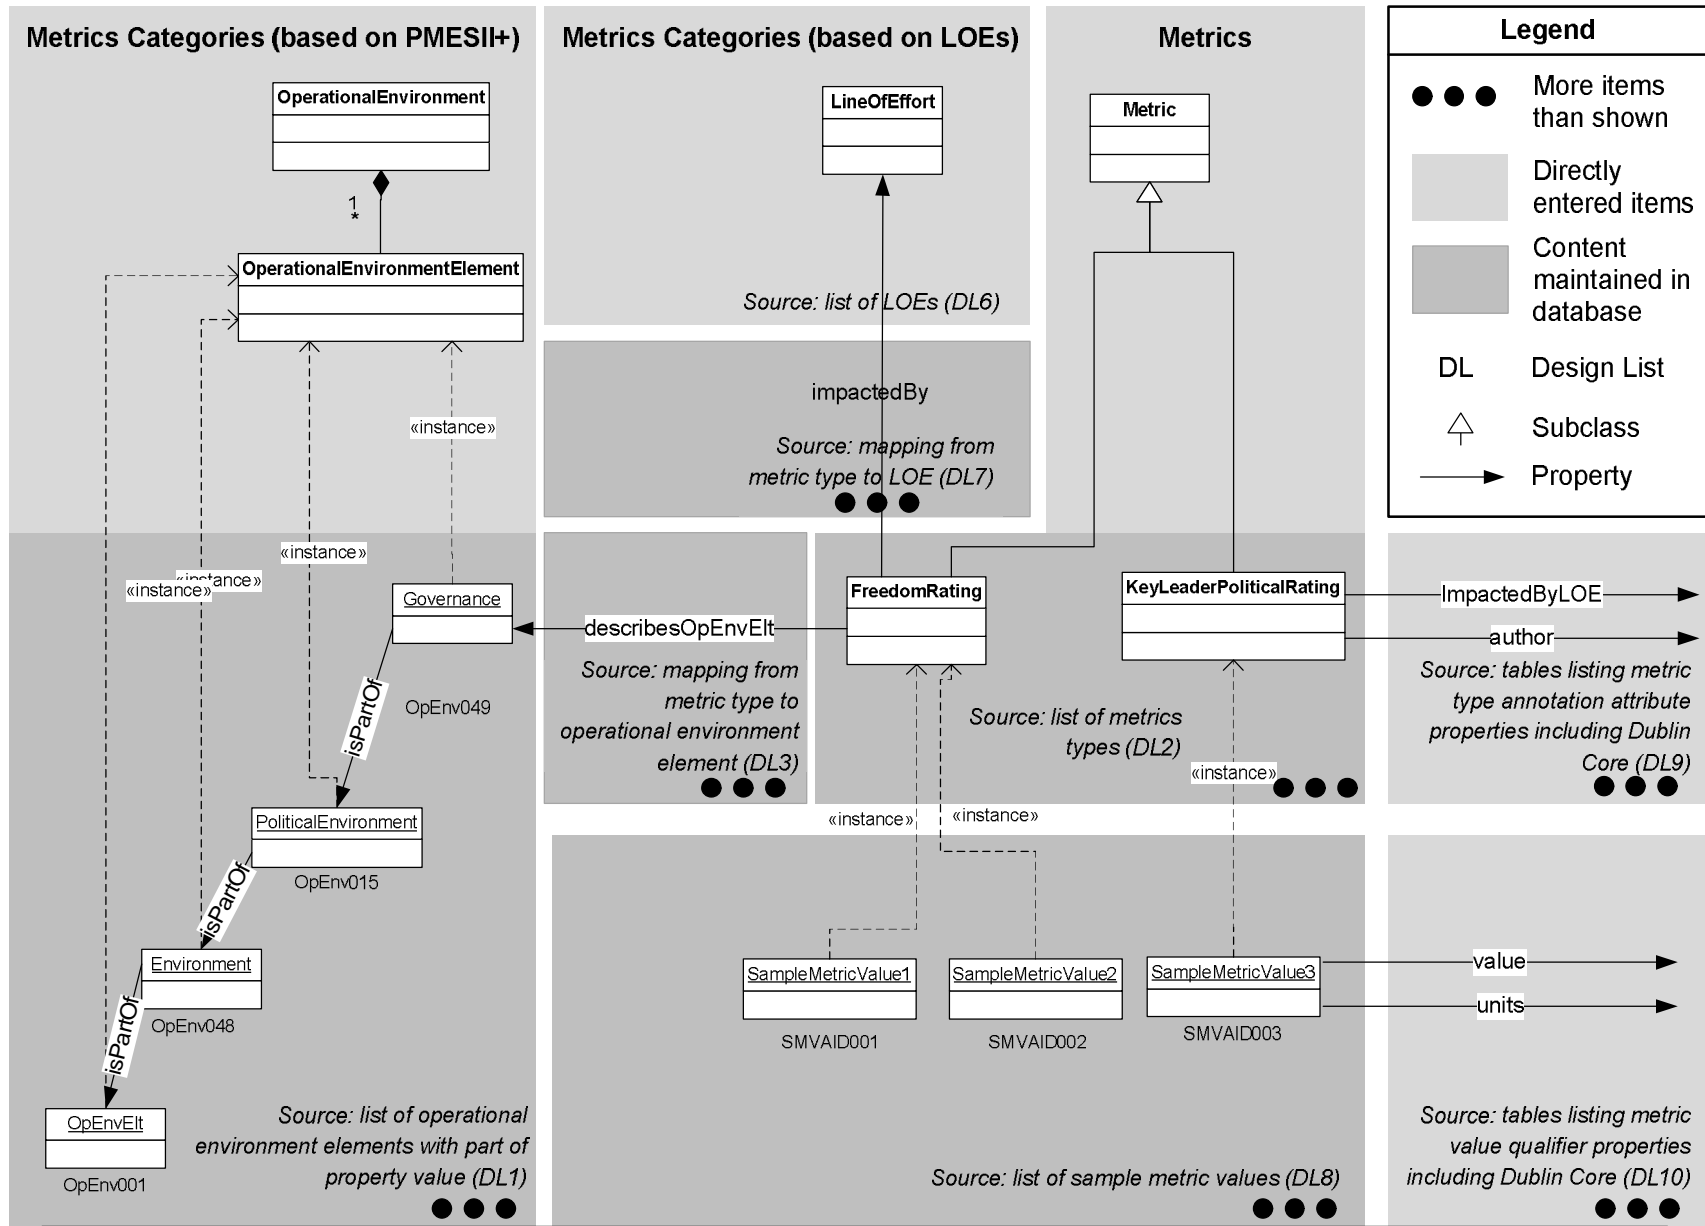 Metrics Categories (based on PMESII+)
OperationalEnvironment
1
*
OperationalEnvironmentElement
«instance»
«instance»
«instance»
«instance»
Governance
OpEnv049
isPartOf
PoliticalEnvironment
OpEnv015
isPartOf
Environment
OpEnv048
isPartOf
OpEnvElt
OpEnv001
Source: list of operational
environment elements with part of
property value (DL1)
Metrics Categories (based on LOEs)
LineOfEffort
Source: list of LOEs (DL6)
impactedBy
Source: mapping from
metric type to LOE (DL7)
describesOpEnvElt
Source: mapping from
metric type to
operational environment
element (DL3)
Metrics
Metric
FreedomRating
KeyLeaderPoliticalRating
Source: list of metrics
types (DL2)
«instance»
«instance»
«instance»
ImpactedByLOE
author
Source: tables listing metric
type annotation attribute
properties including Dublin
Core (DL9)
SampleMetricValue1
SMVAID001
SampleMetricValue2
SMVAID002
SampleMetricValue3
SMVAID003
Source: list of sample metric values (DL8)
value
units
Source: tables listing metric
value qualifier properties
including Dublin Core (DL10)
Legend
More items
than shown
Directly
entered items
Content
maintained in
database
DL
Design List
Subclass
Property